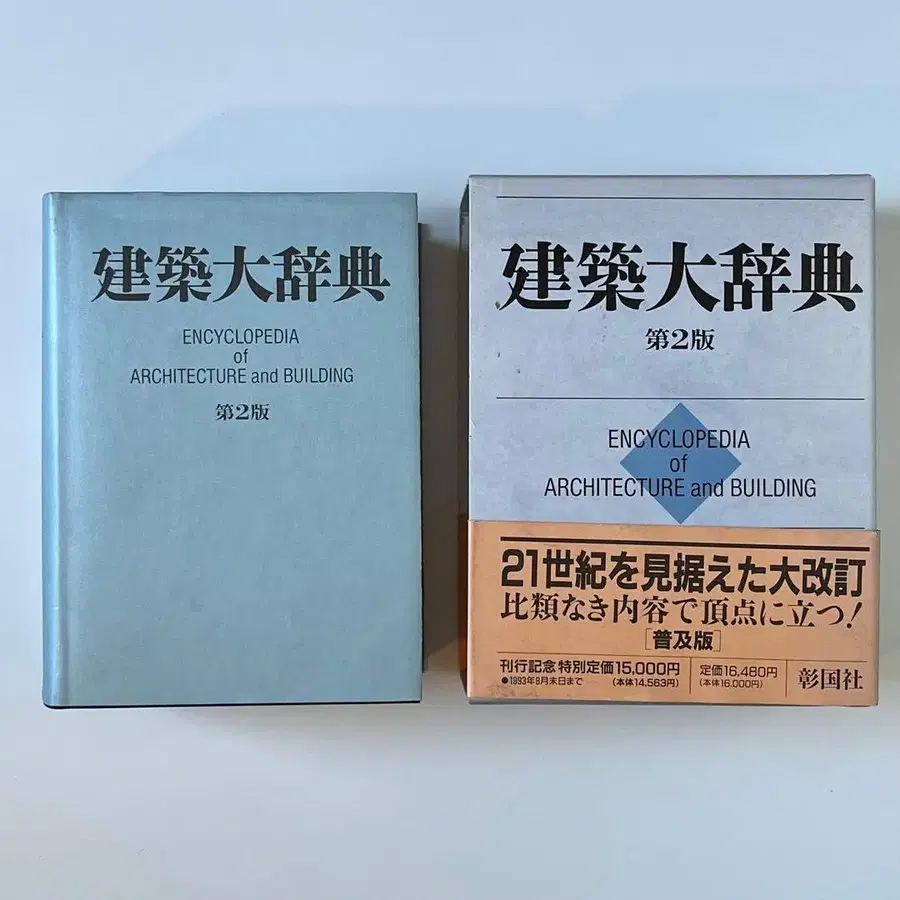 建築大辞典
ENCYCLOPEDIA
of
ARCHITECTURE and BUILDING
第2版
建築大辞典
第2版
ENCYCLOPEDIA
of
ARCHITECTURE and BUILDING
21世紀を見据えた大改訂
比類なき内容で頂点に立つ!
[普及版]
刊行記念特別定価15,000円
●1993年8月末日まで
(本体14,563円)
定価16,480円
(本体16,000円)
彰国社